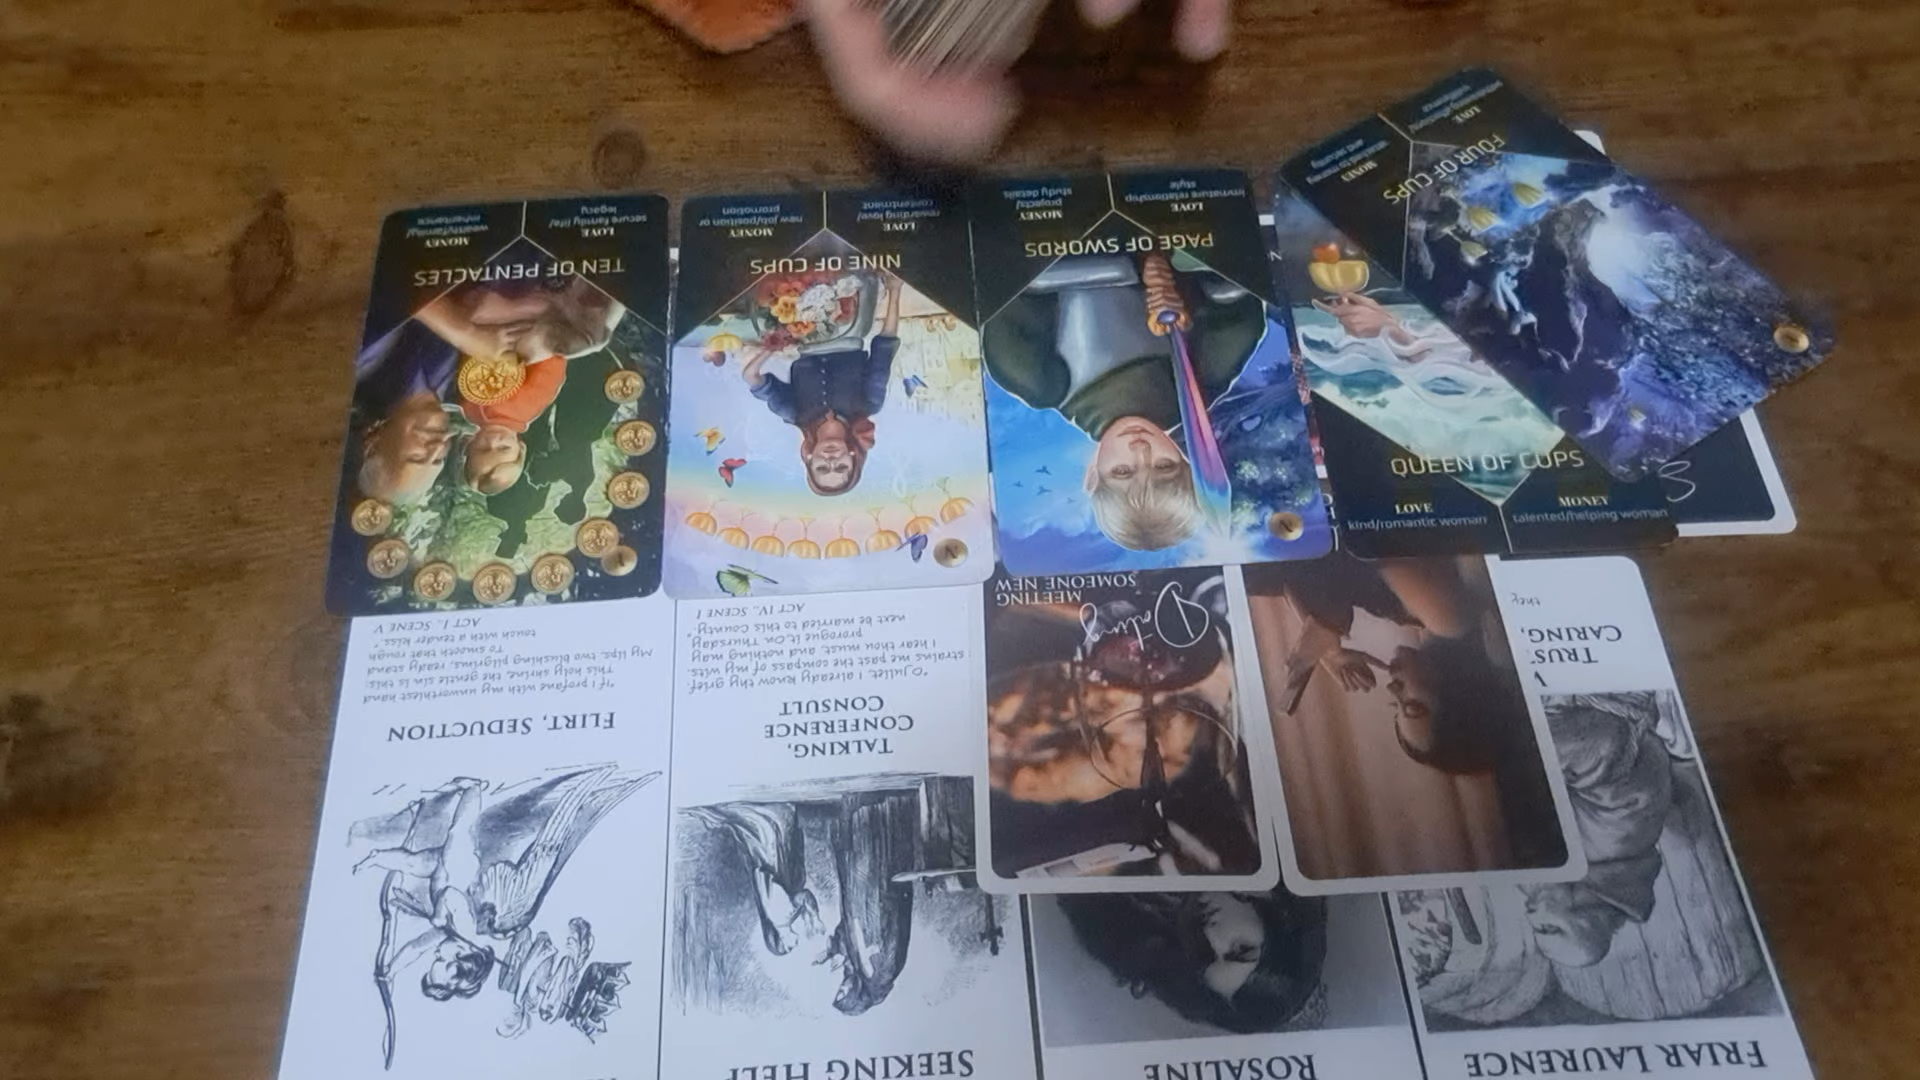 TEN OF PENTACLES
LOVE
secure family life/
legacy
MONEY
wealthy family/
inheritance
NINE OF CUPS
LOVE
rewarding love/
contentment
MONEY
new job/position or
promotion
PAGE OF SWORDS
LOVE
immature relationship
style
MONEY
projects/
study details
FOUR OF CUPS
LOVE
MONEY
and security
QUEEN OF CUPS
LOVE
kind/romantic woman
MONEY
talented/helping woman
FLIRT, SEDUCTION
"If I profane with my unworthiest hand
This holy shrine, the gentle sin is this:
My lips, two blushing pilgrims, ready stand
To smooth that rough
touch with a tender kiss."
ACT I, SCENE V
SEEKING HELP
TALKING,
CONFERENCE
CONSULT
"O Juliet, I already know thy grief.
It strains me past the compass of my wits.
I hear thou must, and nothing may
prorogue it, On Thursday
next be married to this County."
ACT IV, SCENE I
Dating
MEETING
SOMEONE NEW
ROSALINE
FRIAR LAURENCE
CARING,
they